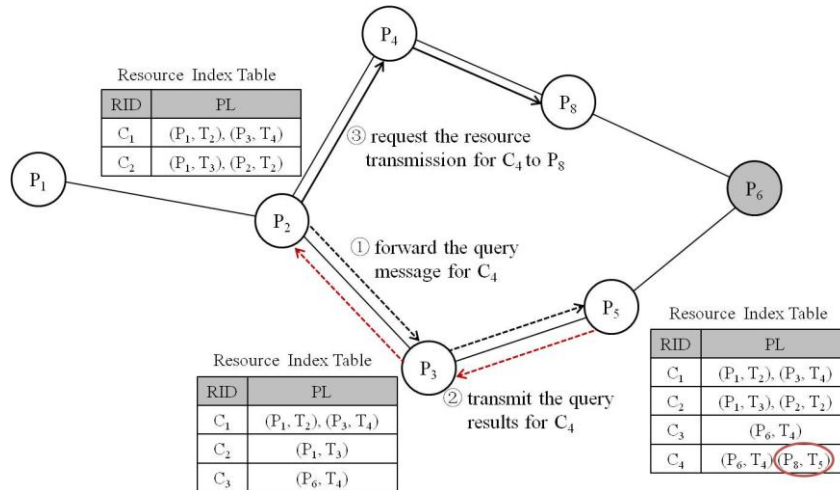 P₄
Resource Index Table
RID PL
C₁ (P₁, T₂), (P₃, T₄)
C₂ (P₁, T₃), (P₂, T₂)
P₈
③ request the resource
transmission for C₄ to P₈
P₁
P₆
P₂
① forward the query
message for C₄
P₅
Resource Index Table
RID PL
C₁ (P₁, T₂), (P₃, T₄)
C₂ (P₁, T₃), (P₂, T₂)
C₃ (P₆, T₄)
C₄ (P₆, T₄) (P₈, T₅)
P₃
② transmit the query
results for C₄
Resource Index Table
RID PL
C₁ (P₁, T₂), (P₃, T₄)
C₂ (P₁, T₃)
C₃ (P₆, T₄)